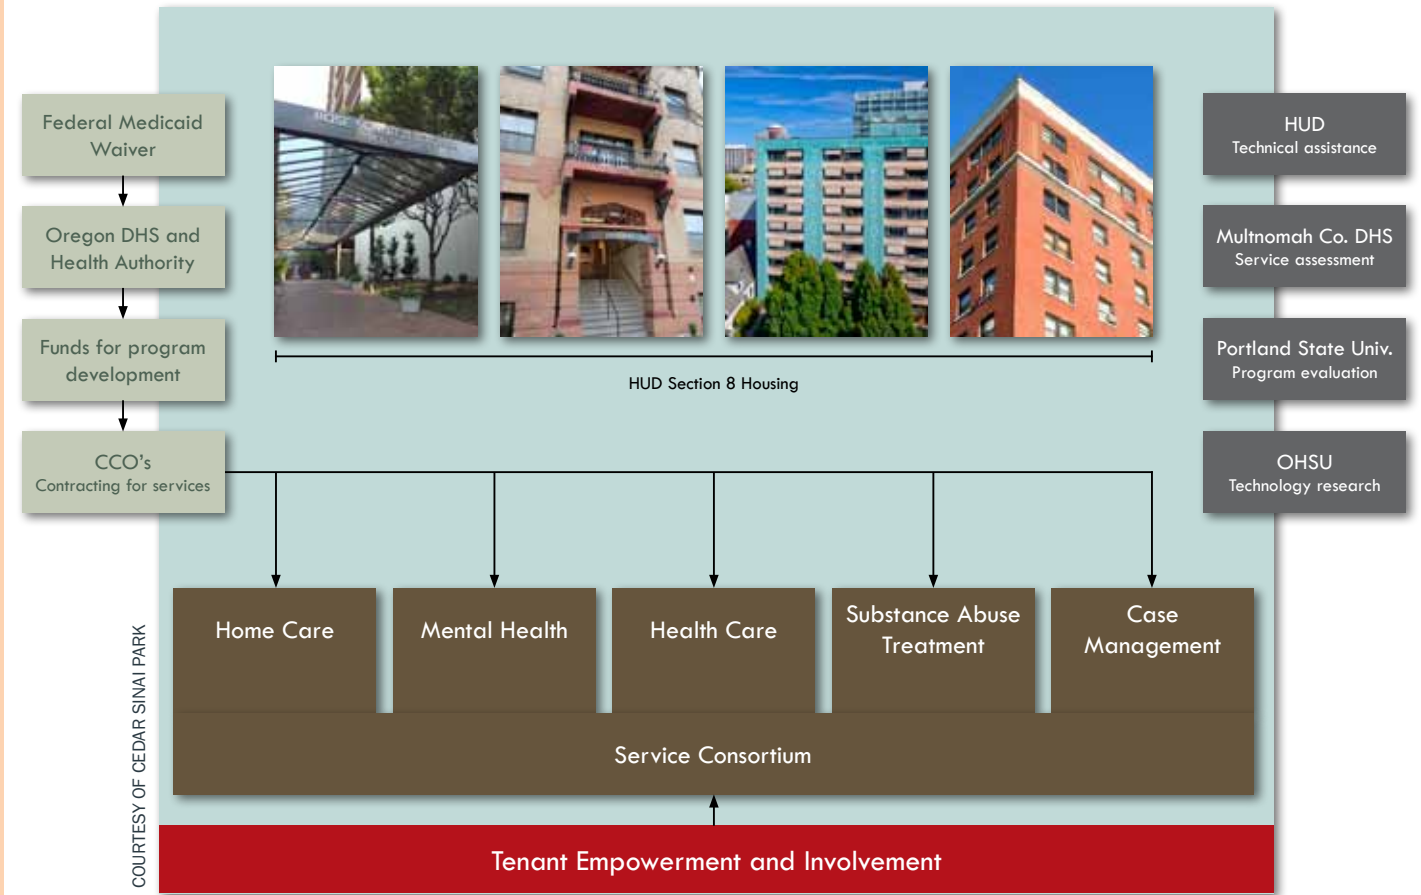 Federal Medicaid
Waiver
Oregon DHS and
Health Authority
Funds for program
development
CCO's
Contracting for services
HUD Section 8 Housing
HUD
Technical assistance
Multnomah Co. DHS
Service assessment
Portland State Univ.
Program evaluation
OHSU
Technology research
Home Care
Mental Health
Health Care
Substance Abuse
Treatment
Case
Management
Service Consortium
Tenant Empowerment and Involvement
COURTESY OF CEDAR SINAI PARK